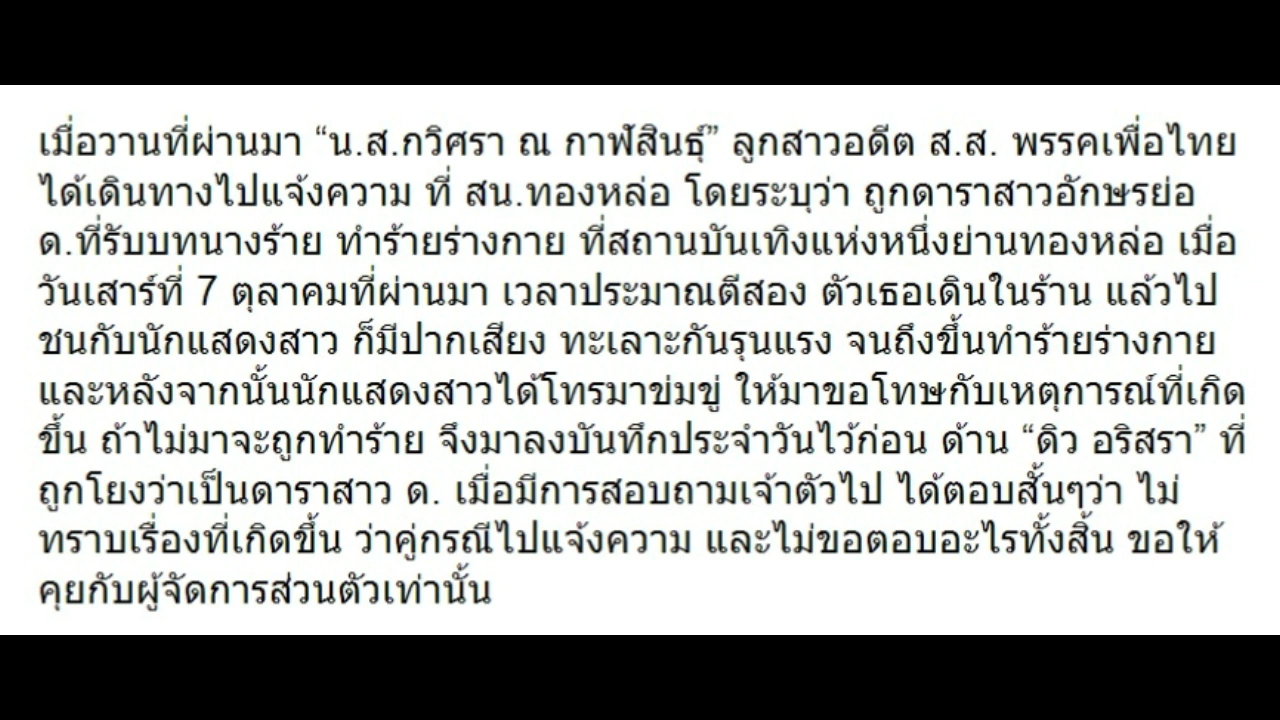 เมื่อวานที่ผ่านมา “น.ส.กวิศรา ณ กาฬสินธุ์” ลูกสาวอดีต ส.ส. พรรคเพื่อไทย
ได้เดินทางไปแจ้งความ ที่ สน.ทองหล่อ โดยระบุว่า ถูกดาราสาวอักษรย่อ
ด.ที่รับบทนางร้าย ทำร้ายร่างกาย ที่สถานบันเทิงแห่งหนึ่งย่านทองหล่อ เมื่อ
วันเสาร์ที่ 7 ตุลาคมที่ผ่านมา เวลาประมาณตีสอง ตัวเธอเดินในร้าน แล้วไป
ชนกับนักแสดงสาว ก็มีปากเสียง ทะเลาะกันรุนแรง จนถึงขึ้นทำร้ายร่างกาย
และหลังจากนั้นนักแสดงสาวได้โทรมาข่มขู่ ให้มาขอโทษกับเหตุการณ์ที่เกิด
ขึ้น ถ้าไม่มาจะถูกทำร้าย จึงมาลงบันทึกประจำวันไว้ก่อน ด้าน “ดิว อริสรา” ที่
ถูกโยงว่าเป็นดาราสาว ด. เมื่อมีการสอบถามเจ้าตัวไป ได้ตอบสั้นๆว่า ไม่
ทราบเรื่องที่เกิดขึ้น ว่าคู่กรณีไปแจ้งความ และไม่ขอตอบอะไรทั้งสิ้น ขอให้
คุยกับผู้จัดการส่วนตัวเท่านั้น